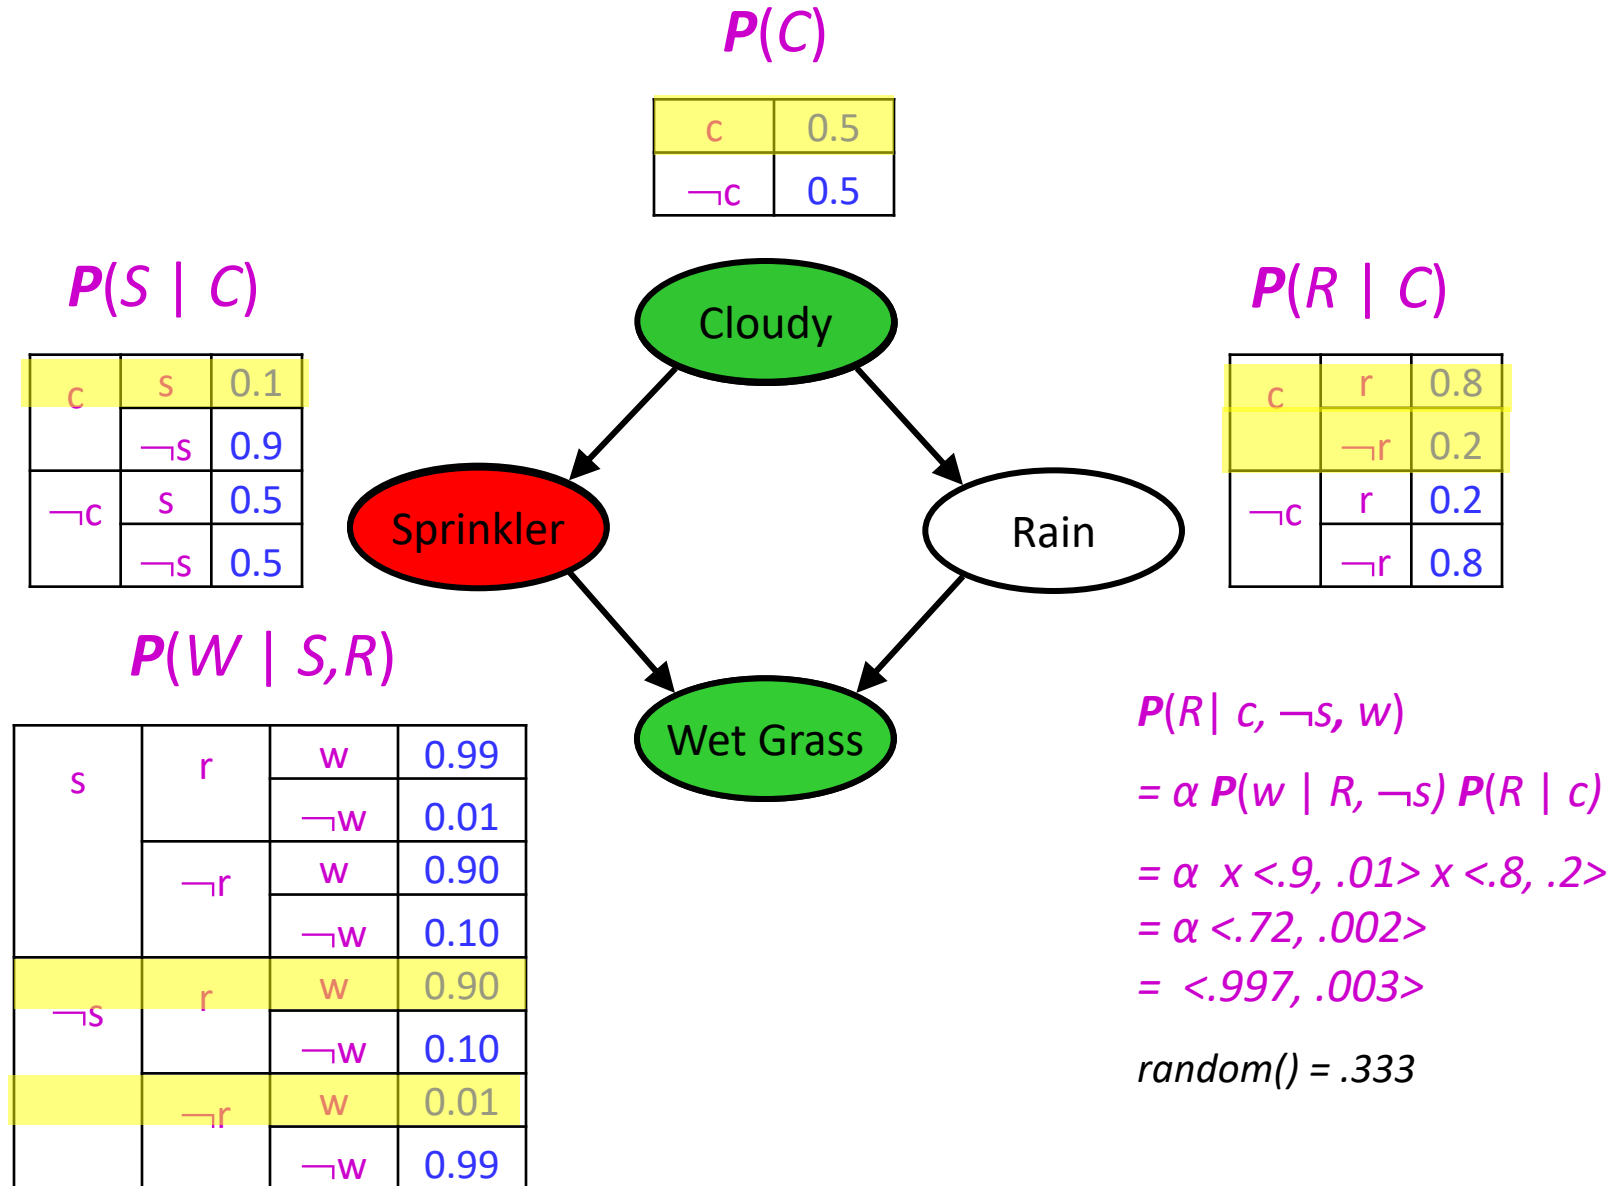 P(C)
c 0.5
¬c 0.5
P(S | C)
c s 0.1
¬s 0.9
¬c s 0.5
¬s 0.5
Cloudy
P(R | C)
c r 0.8
¬r 0.2
¬c r 0.2
¬r 0.8
Sprinkler
Rain
P(W | S,R)
s r w 0.99
¬w 0.01
¬r w 0.90
¬w 0.10
¬s r w 0.90
¬w 0.10
¬r w 0.01
¬w 0.99
Wet Grass
P(R| c, ¬s, w)
= α P(w | R, ¬s) P(R | c)
= α x <.9, .01> x <.8, .2>
= α <.72, .002>
= <.997, .003>
random() = .333